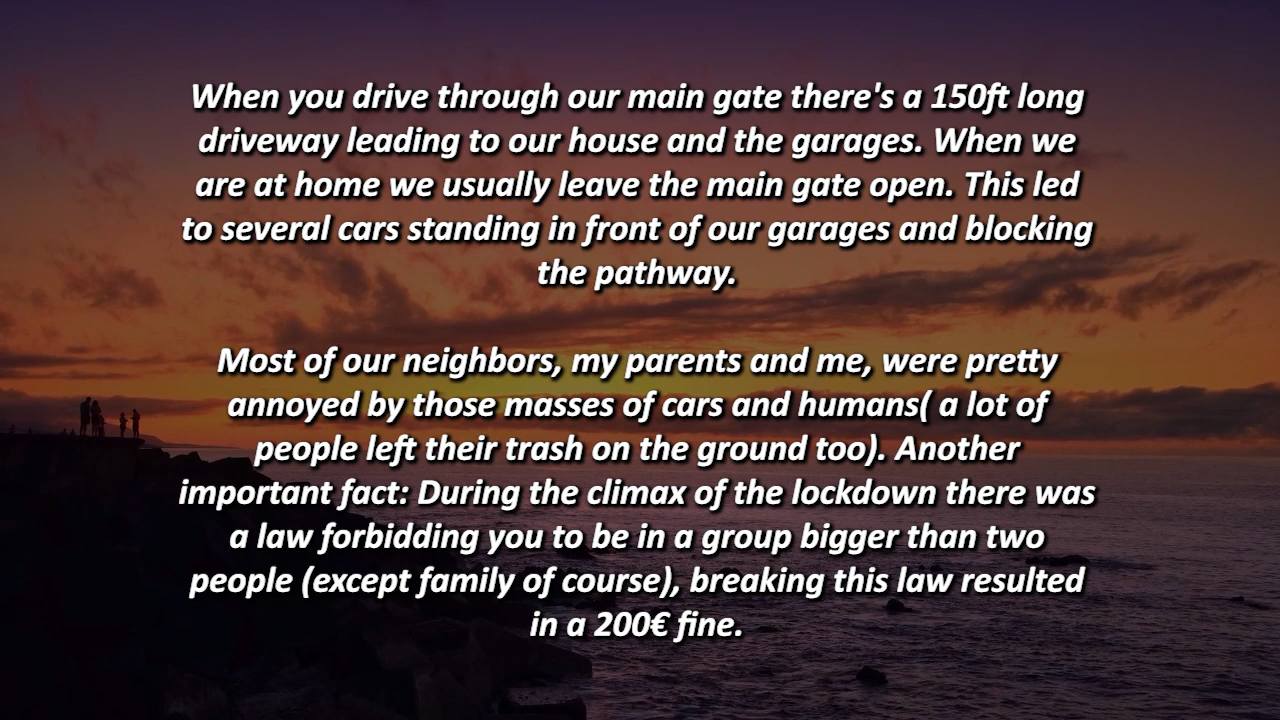 When you drive through our main gate there's a 150ft long
driveway leading to our house and the garages. When we
are at home we usually leave the main gate open. This led
to several cars standing in front of our garages and blocking
the pathway.
Most of our neighbors, my parents and me, were pretty
annoyed by those masses of cars and humans( a lot of
people left their trash on the ground too). Another
important fact: During the climax of the lockdown there was
a law forbidding you to be in a group bigger than two
people (except family of course), breaking this law resulted
in a 200€ fine.